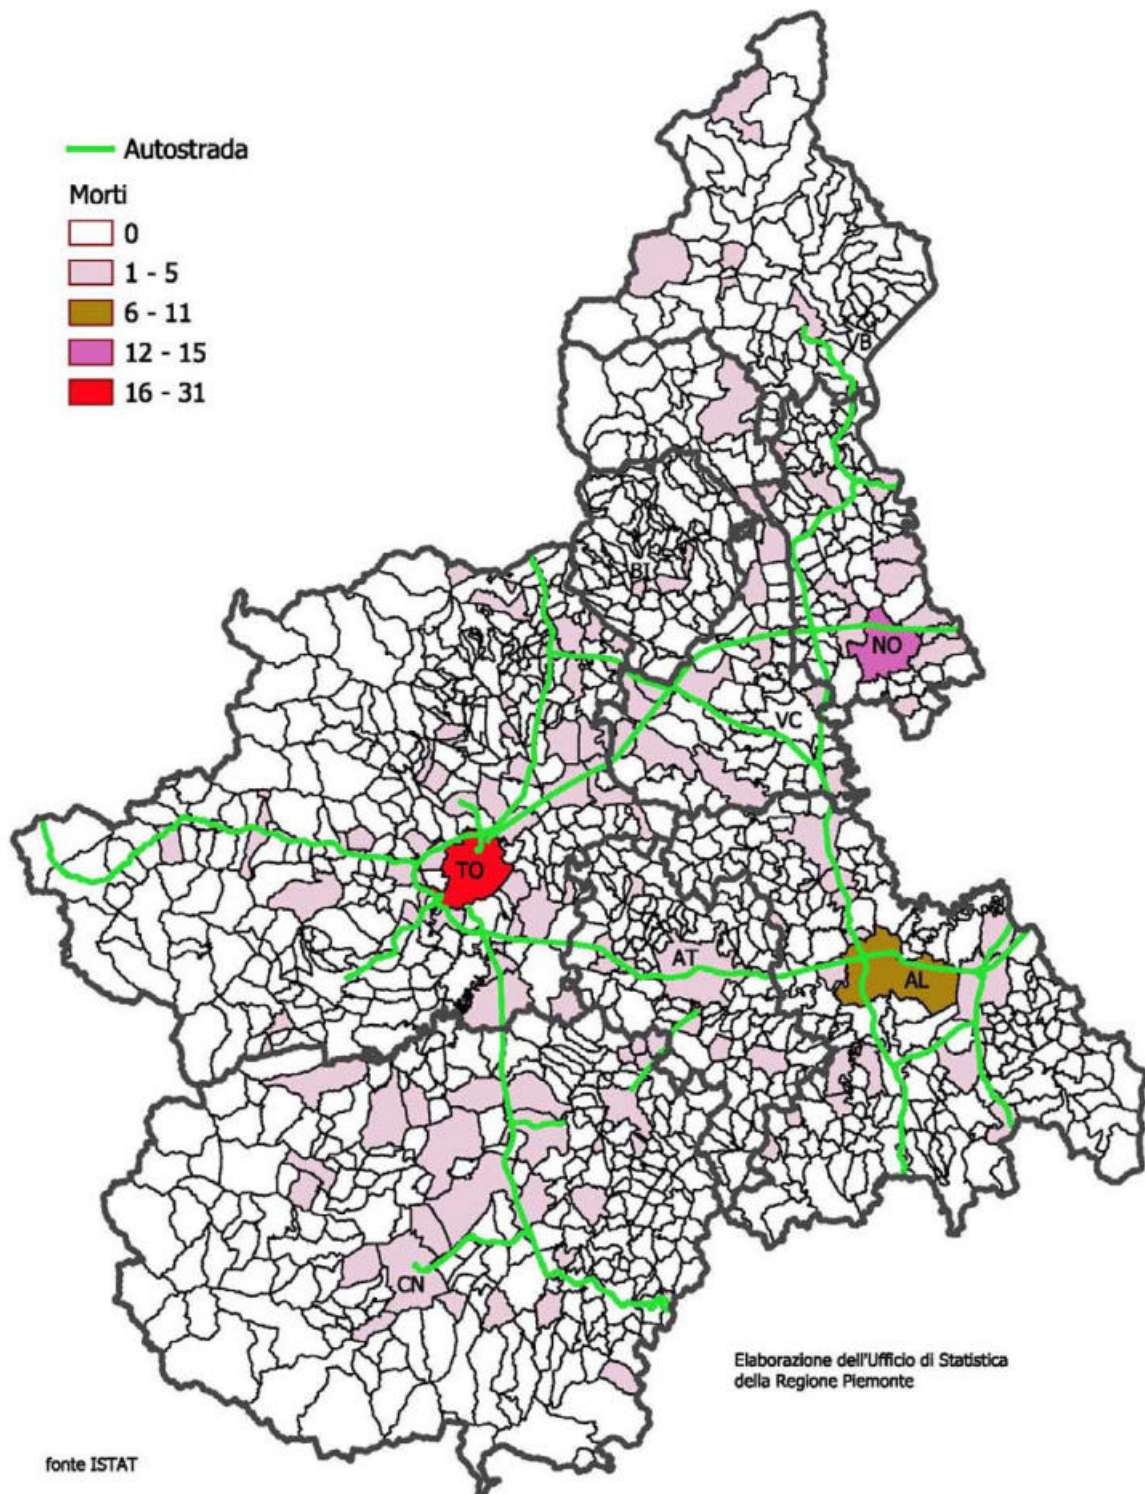 Autostrada
Morti
0
1 - 5
6 - 11
12 - 15
16 - 31
VB
BI
NO
VC
TO
AT
AL
CN
Elaborazione dell'Ufficio di Statistica
della Regione Piemonte
fonte ISTAT